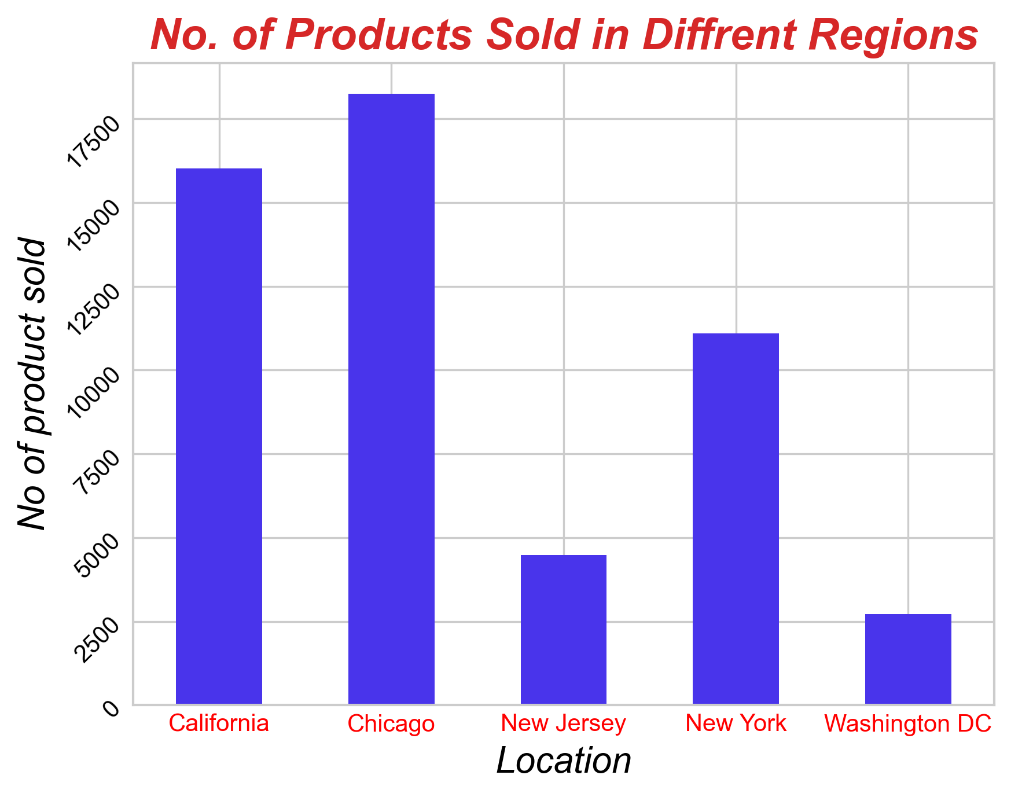 No. of Products Sold in Diffrent Regions
No of product sold
17500
15000
12500
10000
7500
5000
2500
0
California Chicago New Jersey New York Washington DC
Location